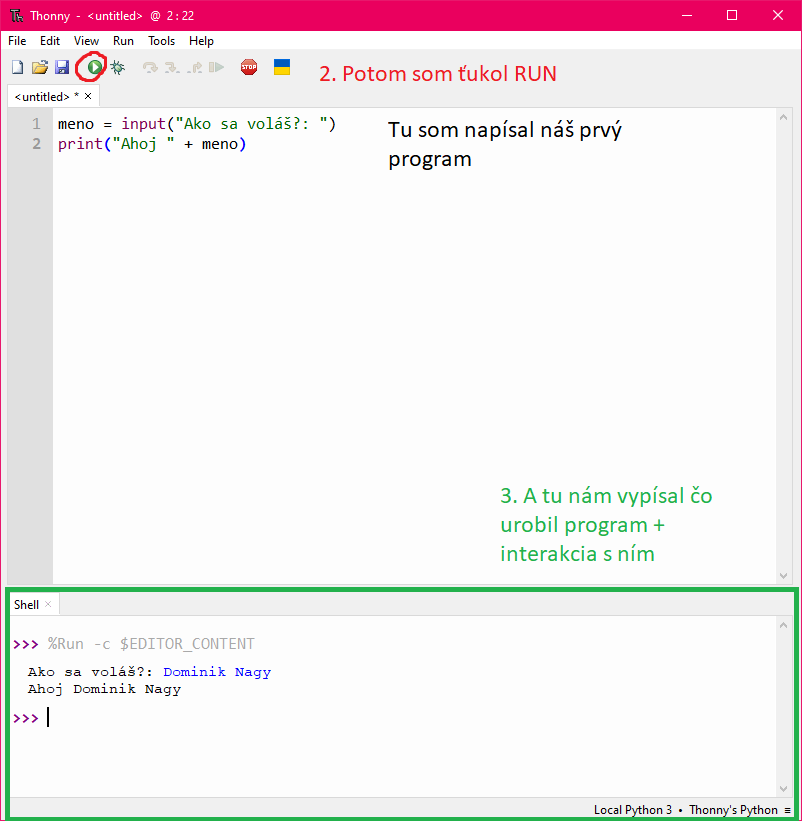 Thonny - <untitled> @ 2:22
File Edit View Run Tools Help
STOP
2. Potom som ťukol RUN
<untitled> * ×
1 meno = input("Ako sa voláš?: ")
2 print("Ahoj " + meno)
Tu som napísal náš prvý
program
3. A tu nám vypísal čo
urobil program +
interakcia s ním
Shell ×
>>> %Run -c $EDITOR_CONTENT
Ako sa voláš?: Dominik Nagy
Ahoj Dominik Nagy
>>>
Local Python 3 • Thonny's Python ≡